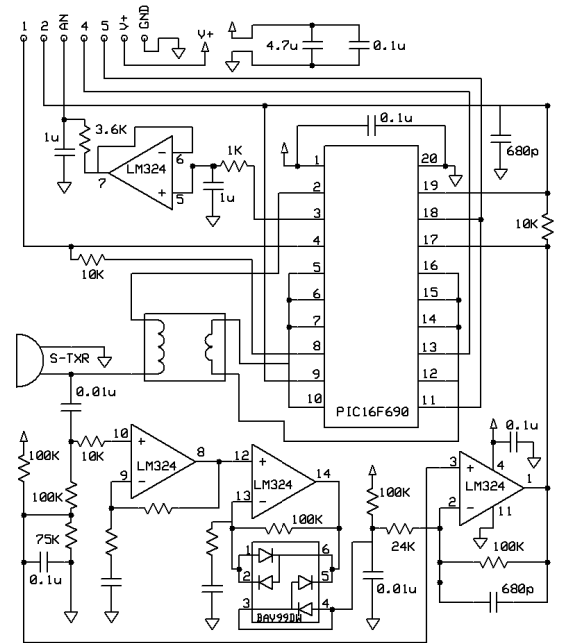 1 2 AN 4 5 V+ GND
V+
4.7u 0.1u
0.1u
3.6K
1u
LM324
6
7
5
1K
1u
680p
10K
1 20
2 19
3 18
4 17
5 16
6 15
7 14
8 13
9 12
10 11
PIC16F690
10K
S-TXR
0.01u
100K
10K
100K
75K
0.1u
10
9
8
LM324
12
13
14
LM324
100K
1 6
2 5
3 4
BAV99DW
100K
24K
0.01u
0.1u
3
2
4
1
11
LM324
100K
680p